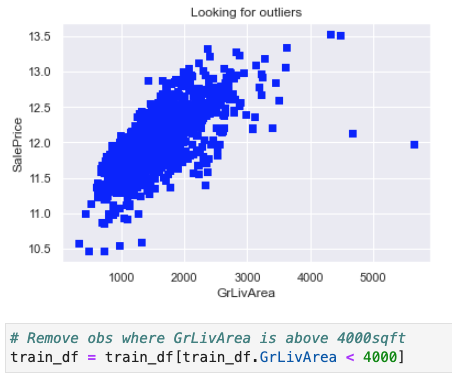 Looking for outliers
13.5
13.0
12.5
12.0
11.5
11.0
10.5
SalePrice
1000 2000 3000 4000 5000
GrLivArea
# Remove obs where GrLivArea is above 4000sqft
train_df = train_df[train_df.GrLivArea < 4000]